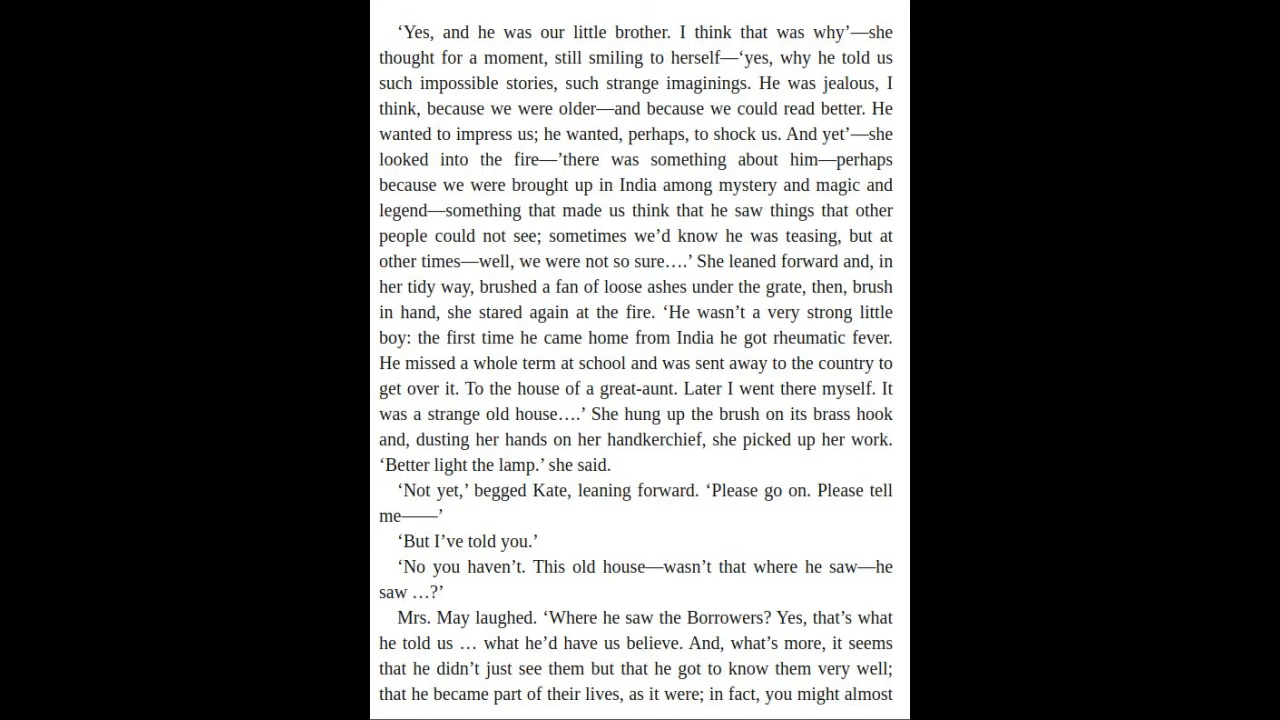 ‘Yes, and he was our little brother. I think that was why’—she
thought for a moment, still smiling to herself—‘yes, why he told us
such impossible stories, such strange imaginings. He was jealous, I
think, because we were older—and because we could read better. He
wanted to impress us; he wanted, perhaps, to shock us. And yet’—she
looked into the fire—’there was something about him—perhaps
because we were brought up in India among mystery and magic and
legend—something that made us think that he saw things that other
people could not see; sometimes we’d know he was teasing, but at
other times—well, we were not so sure….’ She leaned forward and, in
her tidy way, brushed a fan of loose ashes under the grate, then, brush
in hand, she stared again at the fire. ‘He wasn’t a very strong little
boy: the first time he came home from India he got rheumatic fever.
He missed a whole term at school and was sent away to the country to
get over it. To the house of a great-aunt. Later I went there myself. It
was a strange old house….’ She hung up the brush on its brass hook
and, dusting her hands on her handkerchief, she picked up her work.
‘Better light the lamp.’ she said.
‘Not yet,’ begged Kate, leaning forward. ‘Please go on. Please tell
me——’
‘But I’ve told you.’
‘No you haven’t. This old house—wasn’t that where he saw—he
saw …?’
Mrs. May laughed. ‘Where he saw the Borrowers? Yes, that’s what
he told us … what he’d have us believe. And, what’s more, it seems
that he didn’t just see them but that he got to know them very well;
that he became part of their lives, as it were; in fact, you might almost